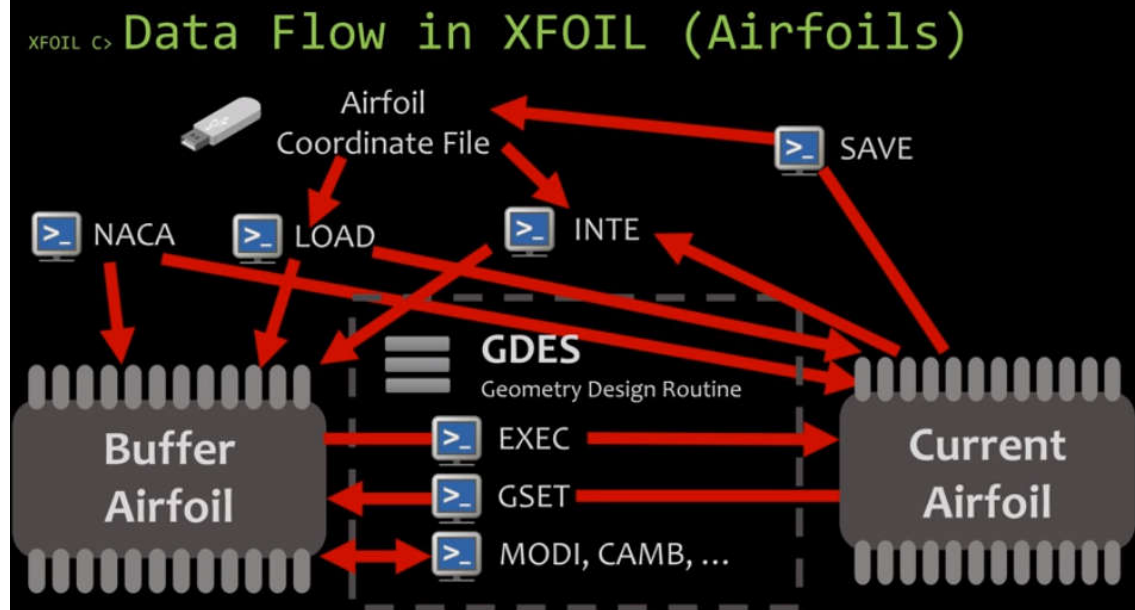 XFOIL C> Data Flow in XFOIL (Airfoils)
Airfoil
Coordinate File
>_ SAVE
>_ NACA
>_ LOAD
>_ INTE
GDES
Geometry Design Routine
Buffer
Airfoil
>_ EXEC
>_ GSET
>_ MODI, CAMB, ...
Current
Airfoil